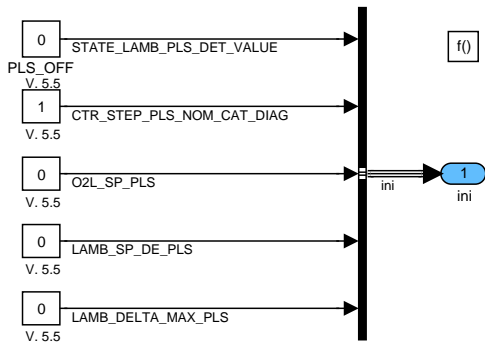 0
STATE_LAMB_PLS_DET_VALUE
f()
PLS_OFF
V. 5.5
1
CTR_STEP_PLS_NOM_CAT_DIAG
V. 5.5
0
O2L_SP_PLS
1
ini
ini
V. 5.5
0
LAMB_SP_DE_PLS
V. 5.5
0
LAMB_DELTA_MAX_PLS
V. 5.5